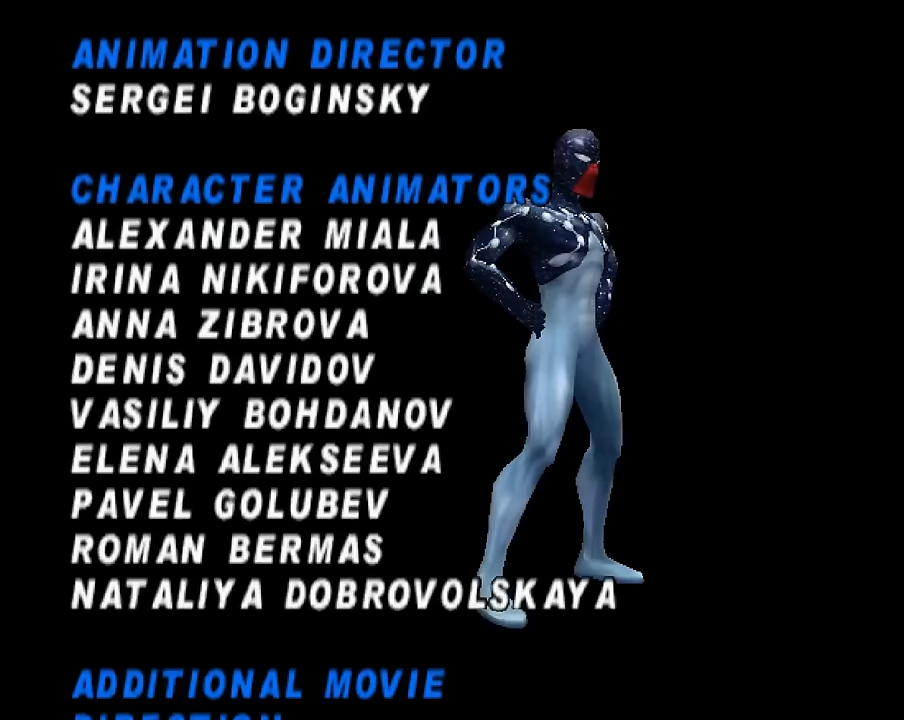 ANIMATION DIRECTOR
SERGEI BOGINSKY
CHARACTER ANIMATORS
ALEXANDER MIALA
IRINA NIKIFOROVA
ANNA ZIBROVA
DENIS DAVIDOV
VASILIY BOHDANOV
ELENA ALEKSEEVA
PAVEL GOLUBEV
ROMAN BERMAS
NATALIYA DOBROVOLSKAYA
ADDITIONAL MOVIE
DIRECTION